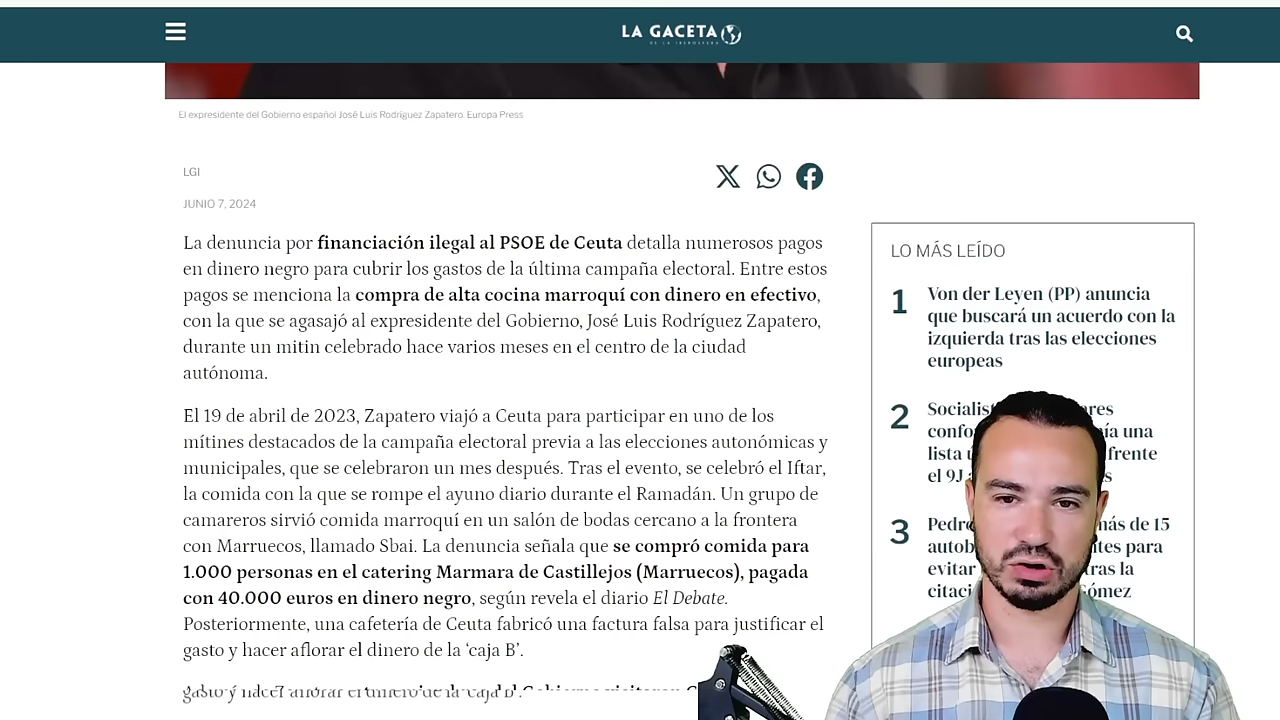 LA GACETA
DE LA IBEROSFERA
El expresidente del Gobierno español José Luis Rodríguez Zapatero. Europa Press
LGI
JUNIO 7, 2024
La denuncia por financiación ilegal al PSOE de Ceuta detalla numerosos pagos
en dinero negro para cubrir los gastos de la última campaña electoral. Entre estos
pagos se menciona la compra de alta cocina marroquí con dinero en efectivo,
con la que se agasajó al expresidente del Gobierno, José Luis Rodríguez Zapatero,
durante un mitin celebrado hace varios meses en el centro de la ciudad
autónoma.
El 19 de abril de 2023, Zapatero viajó a Ceuta para participar en uno de los
mítines destacados de la campaña electoral previa a las elecciones autonómicas y
municipales, que se celebraron un mes después. Tras el evento, se celebró el Iftar,
la comida con la que se rompe el ayuno diario durante el Ramadán. Un grupo de
camareros sirvió comida marroquí en un salón de bodas cercano a la frontera
con Marruecos, llamado Sbai. La denuncia señala que se compró comida para
1.000 personas en el catering Marmara de Castillejos (Marruecos), pagada
con 40.000 euros en dinero negro, según revela el diario El Debate.
Posteriormente, una cafetería de Ceuta fabricó una factura falsa para justificar el
gasto y hacer aflorar el dinero de la 'caja B'.
LO MÁS LEÍDO
1
Von der Leyen (PP) anuncia
que buscará un acuerdo con la
izquierda tras las elecciones
europeas
2
una
lista
frente
el 9J
3
más de 15
para
evitar tras la